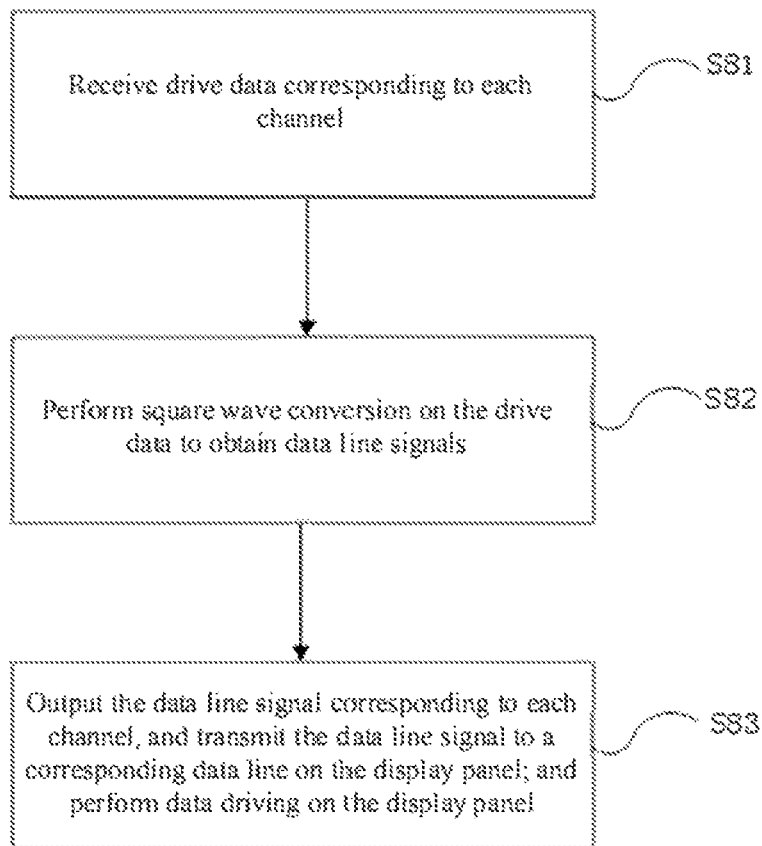 Receive drive data corresponding to each
channel
S81
Perform square wave conversion on the drive
data to obtain data line signals
S82
Output the data line signal corresponding to each
channel, and transmit the data line signal to a
corresponding data line on the display panel; and
perform data driving on the display panel
S83